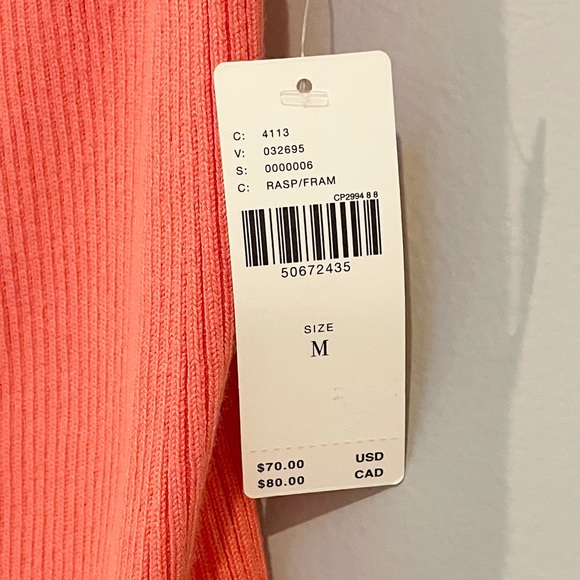 C: 4113
V: 032695
S: 0000006
C: RASP/FRAM
CP2994 8 8
50672435
SIZE
M
$70.00 USD
$80.00 CAD